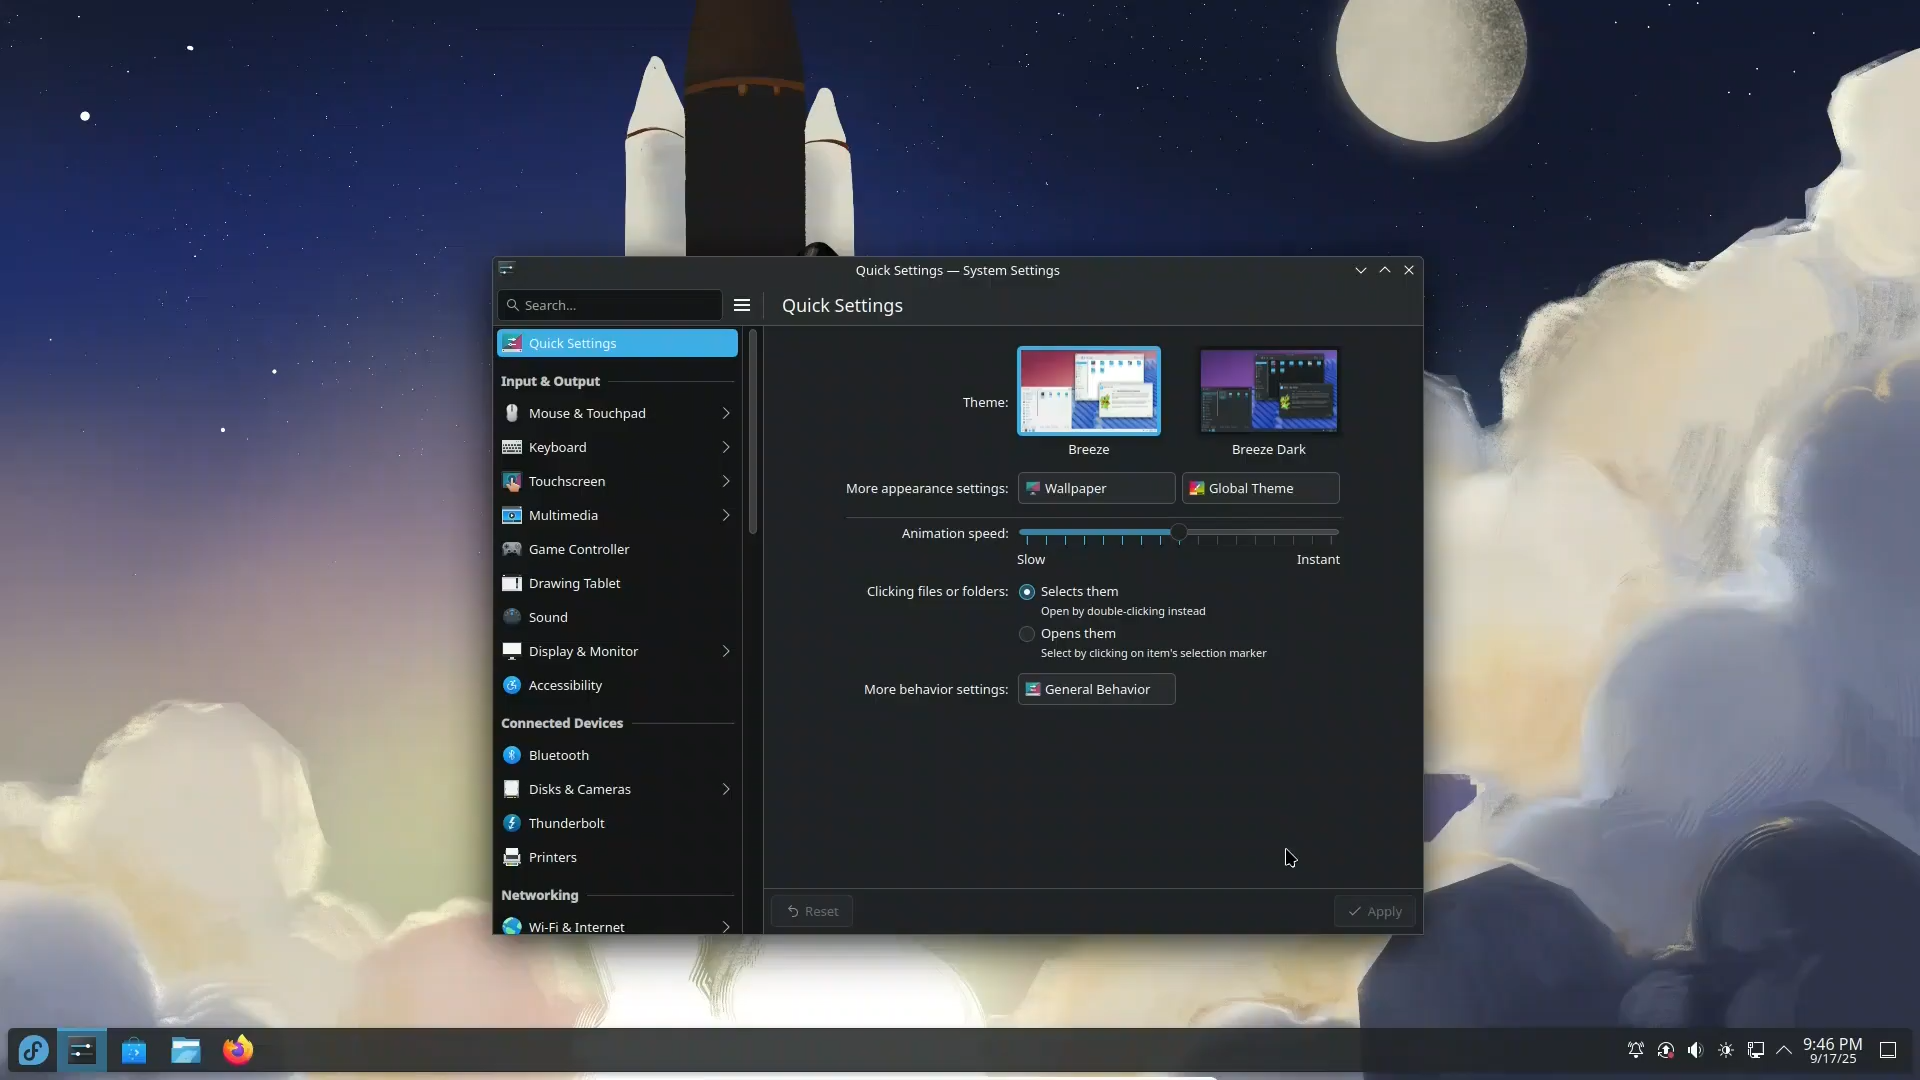 Quick Settings — System Settings
Search...
Quick Settings
Quick Settings
Input & Output
Mouse & Touchpad
Keyboard
Touchscreen
Multimedia
Game Controller
Drawing Tablet
Sound
Display & Monitor
Accessibility
Connected Devices
Bluetooth
Disks & Cameras
Thunderbolt
Printers
Networking
Wi-Fi & Internet
Theme:
Breeze
Breeze Dark
More appearance settings:
Wallpaper
Global Theme
Animation speed:
Slow
Instant
Clicking files or folders:
Selects them
Open by double-clicking instead
Opens them
Select by clicking on item's selection marker
More behavior settings:
General Behavior
Reset
Apply
9:46 PM
9/17/25